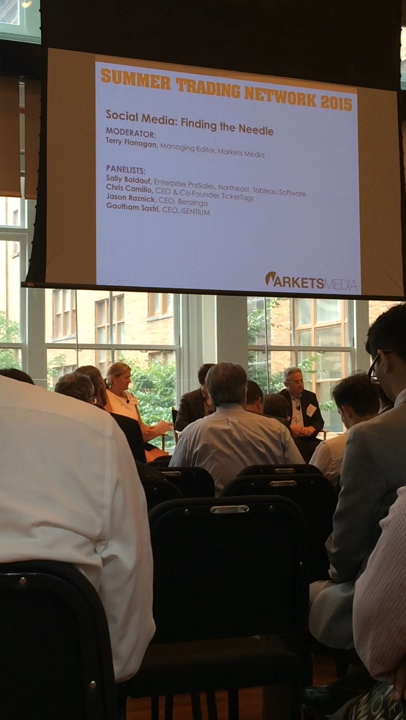 SUMMER TRADING NETWORK 2015
Social Media: Finding the Needle
MODERATOR:
Terry Flanagan, Managing Editor, Markets Media
PANELISTS:
Sally Baldauf, Enterprise PreSales, Northeast, Tableau Software
Chris Camillo, CEO & Co-Founder, TickerTags
Jason Raznick, CEO, Benzinga
Gautham Sastri, CEO, iSENTIUM
MARKETSMEDIA